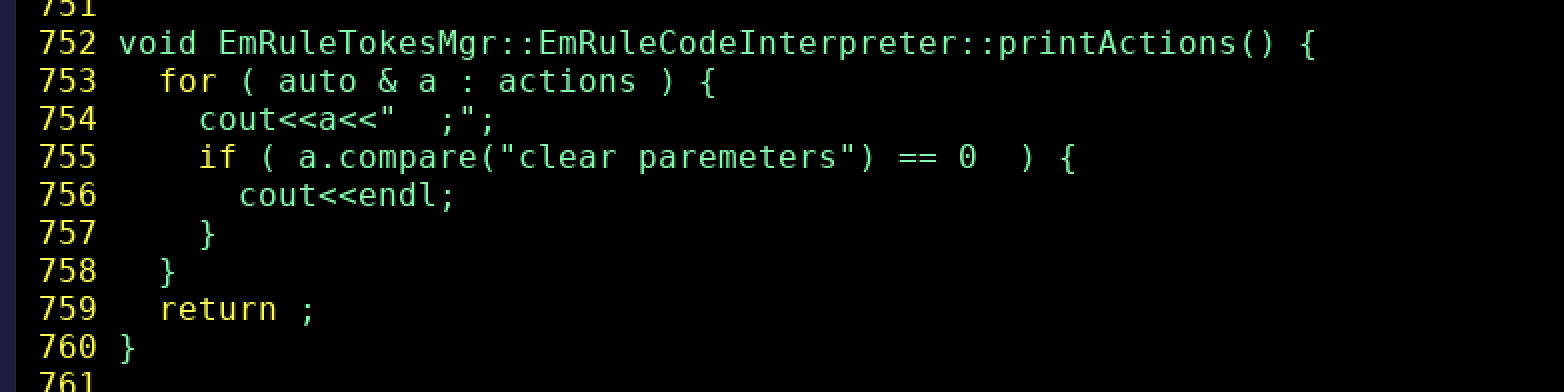 751
752 void EmRuleTokesMgr::EmRuleCodeInterpreter::printActions() {
753   for ( auto & a : actions ) {
754     cout<<a<<"  ;";
755     if ( a.compare("clear paremeters") == 0  ) {
756       cout<<endl;
757     }
758   }
759   return ;
760 }
761